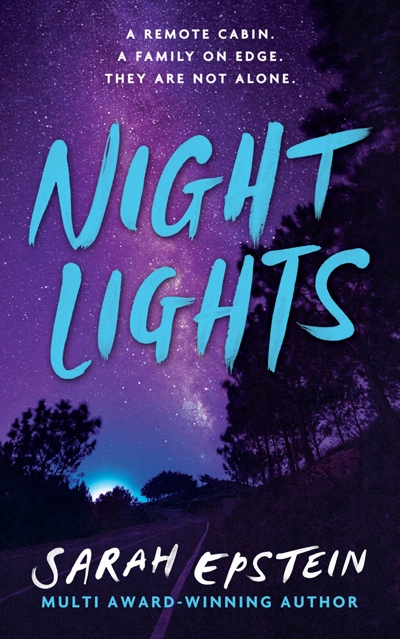 A REMOTE CABIN.
A FAMILY ON EDGE.
THEY ARE NOT ALONE.
NIGHT
LIGHTS
SARAH EPSTEIN
MULTI AWARD-WINNING AUTHOR